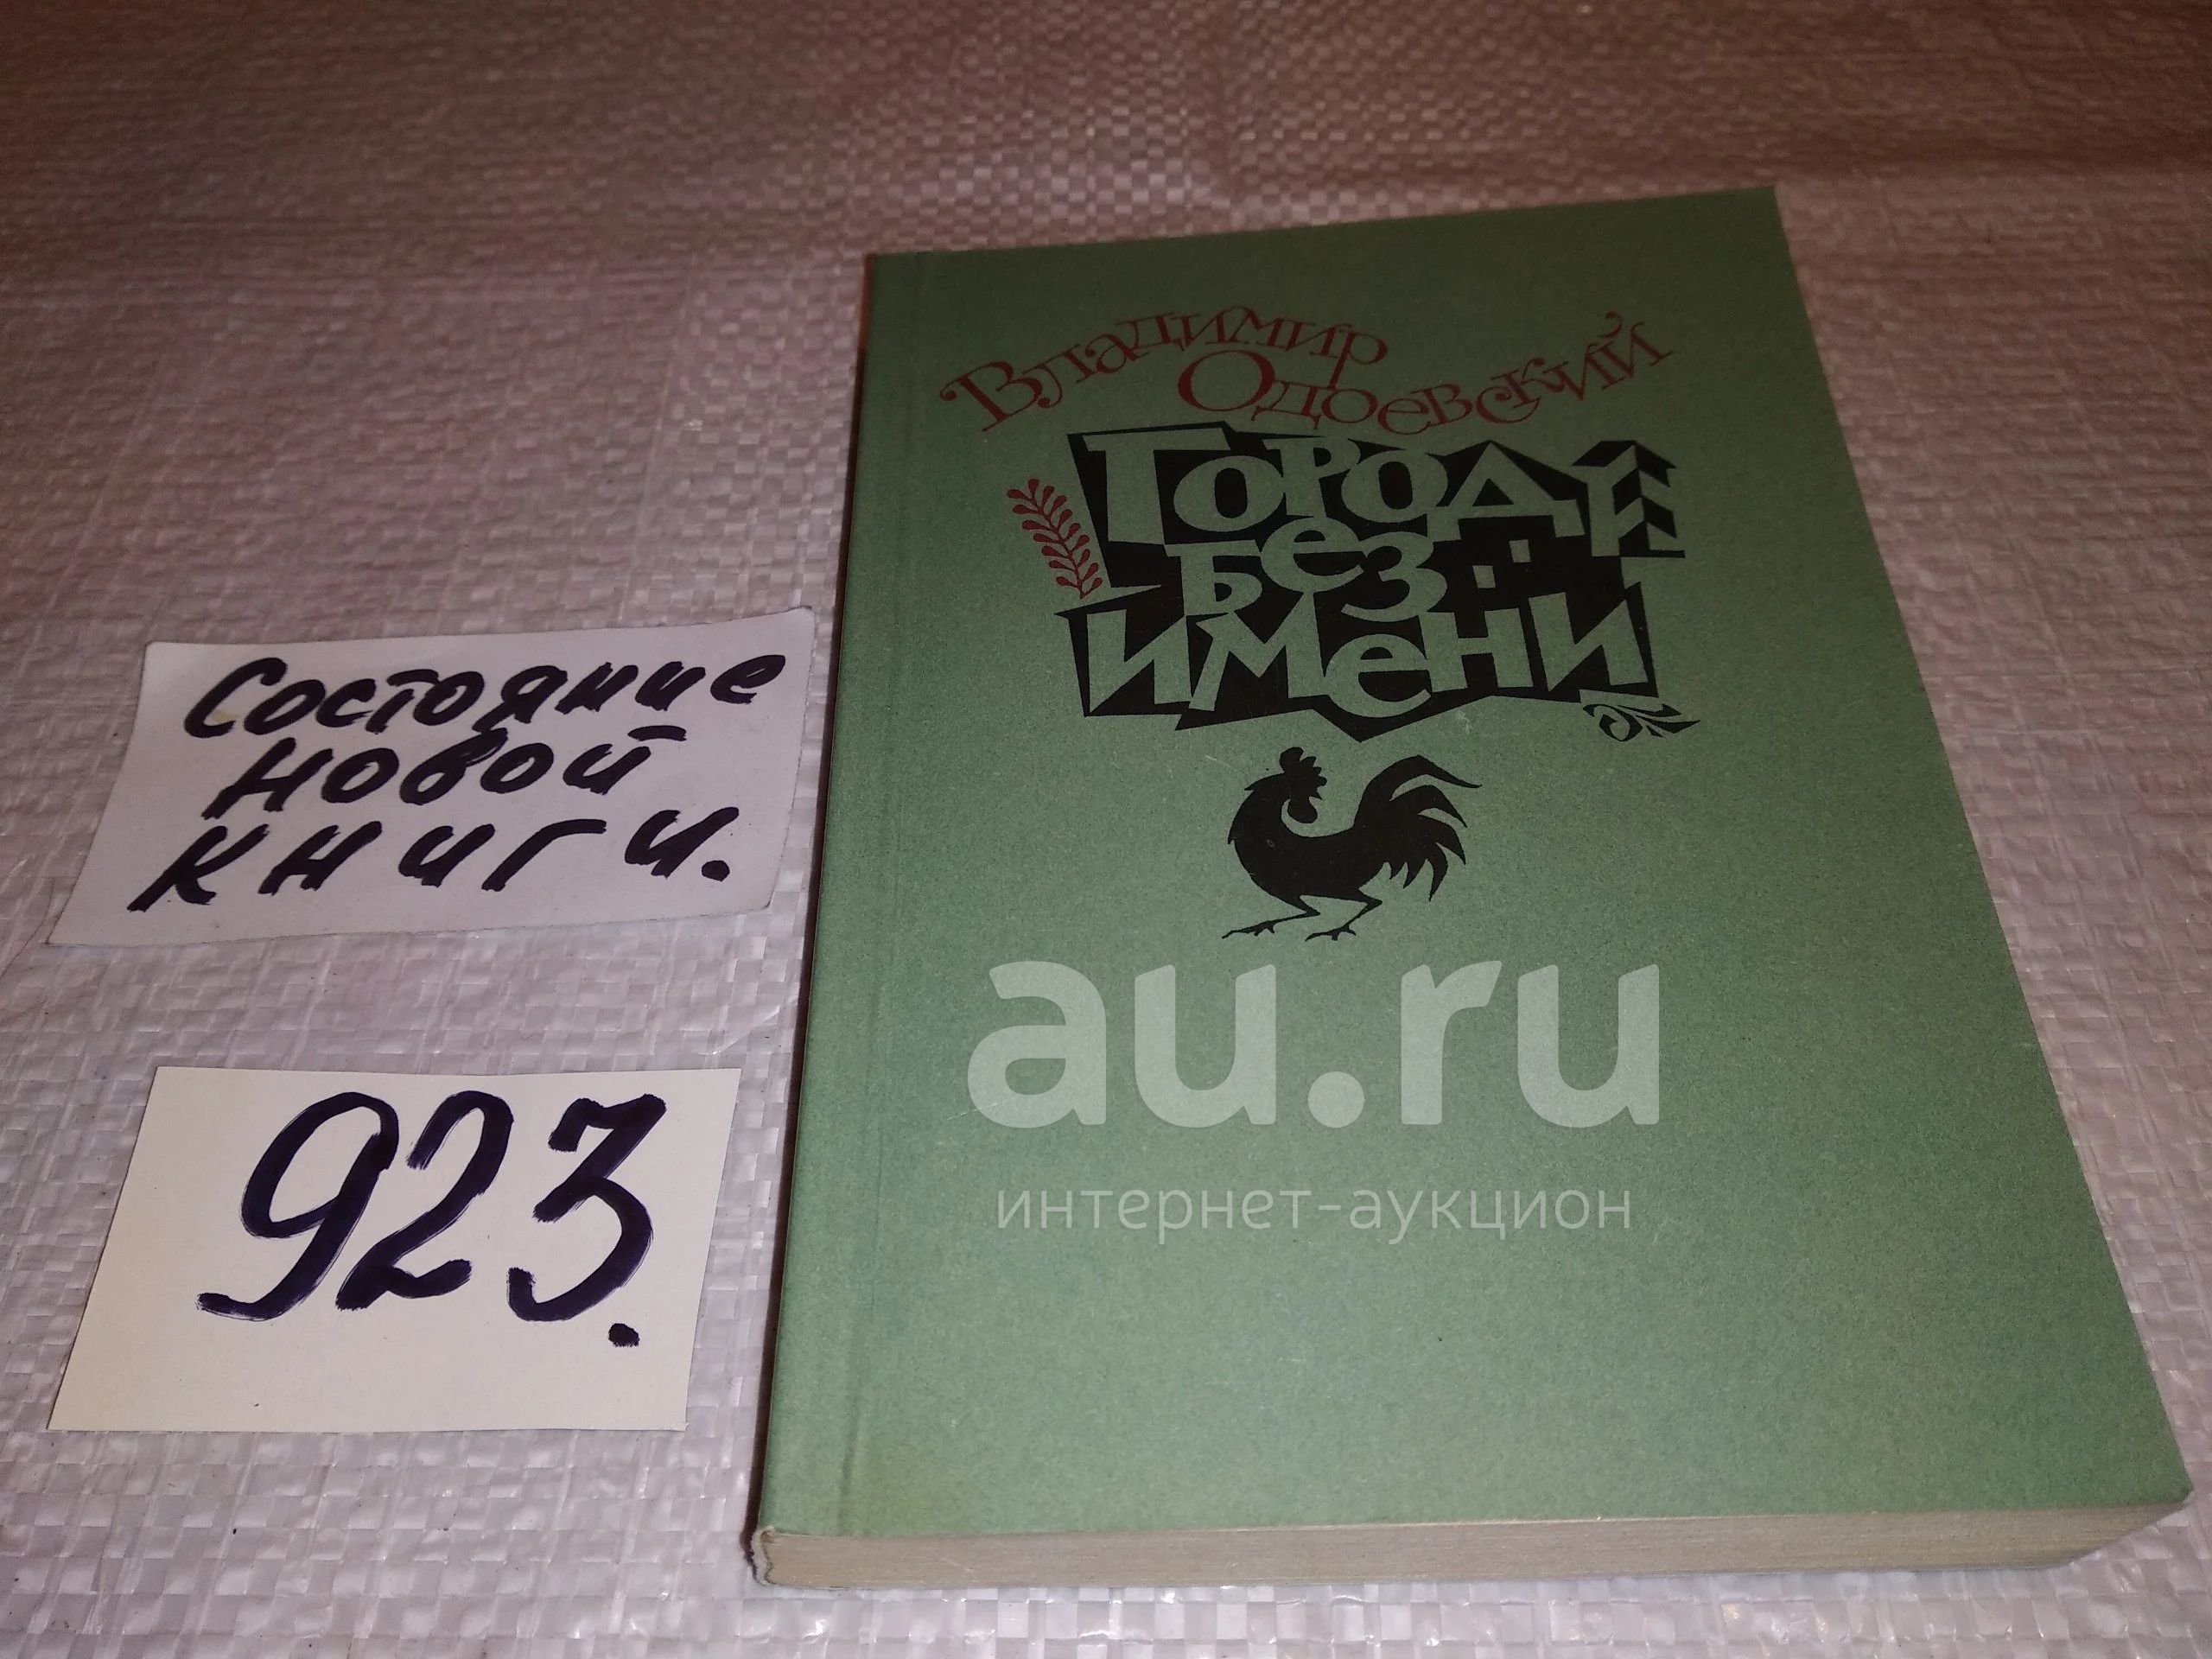 Владимир
Одоевский
Город
без
имени
Состояние
новой
книги.
923.
au.ru
интернет-аукцион